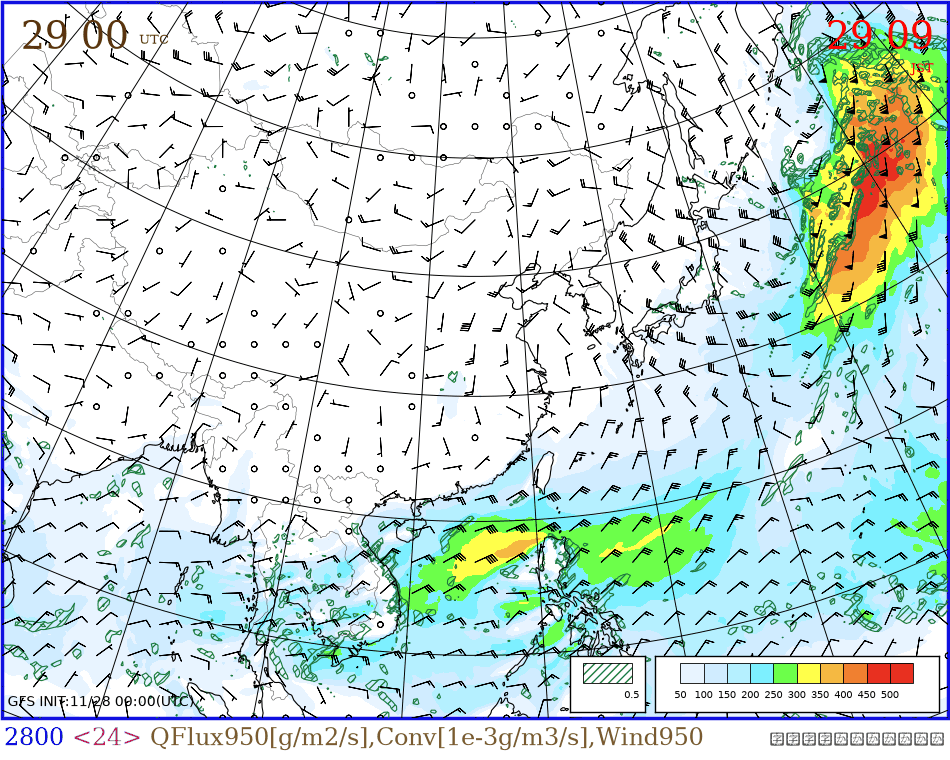 29 00 UTC
29 09 JST
0.5
50 100 150 200 250 300 350 400 450 500
GFS INIT:11/28 00:00(UTC)
2800 <24> QFlux950[g/m2/s],Conv[1e-3g/m3/s],Wind950